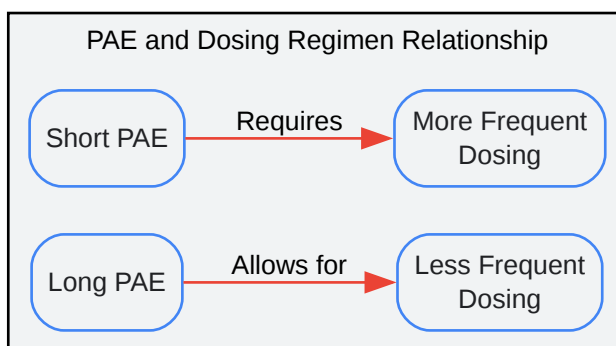 PAE and Dosing Regimen Relationship
Short PAE
Requires
More Frequent
Dosing
Long PAE
Allows for
Less Frequent
Dosing